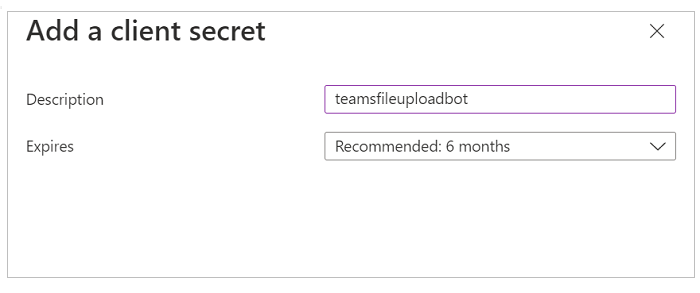 Add a client secret
Description
teamsfileuploadbot
Expires
Recommended: 6 months